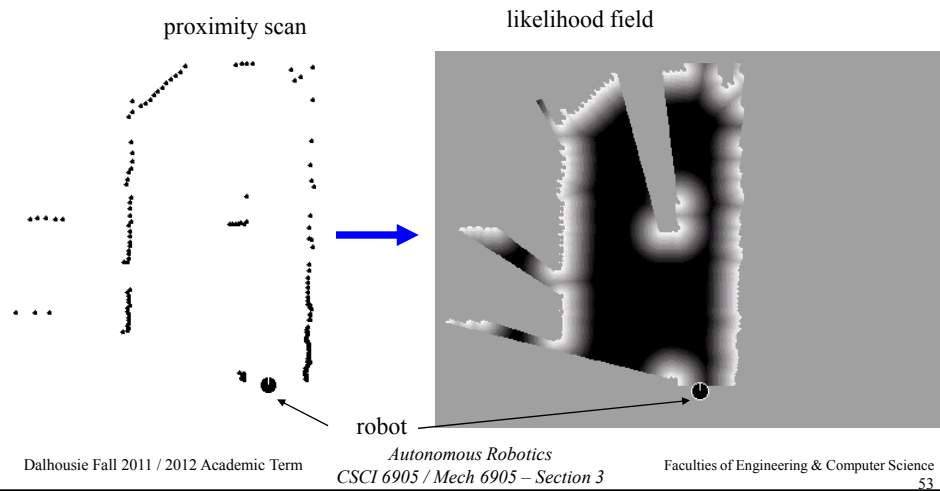 proximity scan
likelihood field
robot
Dalhousie Fall 2011 / 2012 Academic Term
Autonomous Robotics
CSCI 6905 / Mech 6905 – Section 3
Faculties of Engineering & Computer Science
53